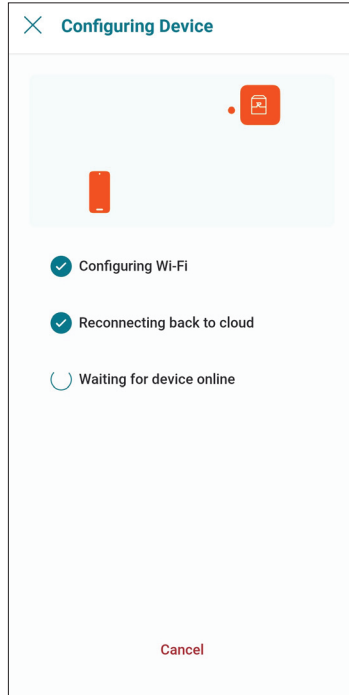 Configuring Device
Configuring Wi-Fi
Reconnecting back to cloud
Waiting for device online
Cancel